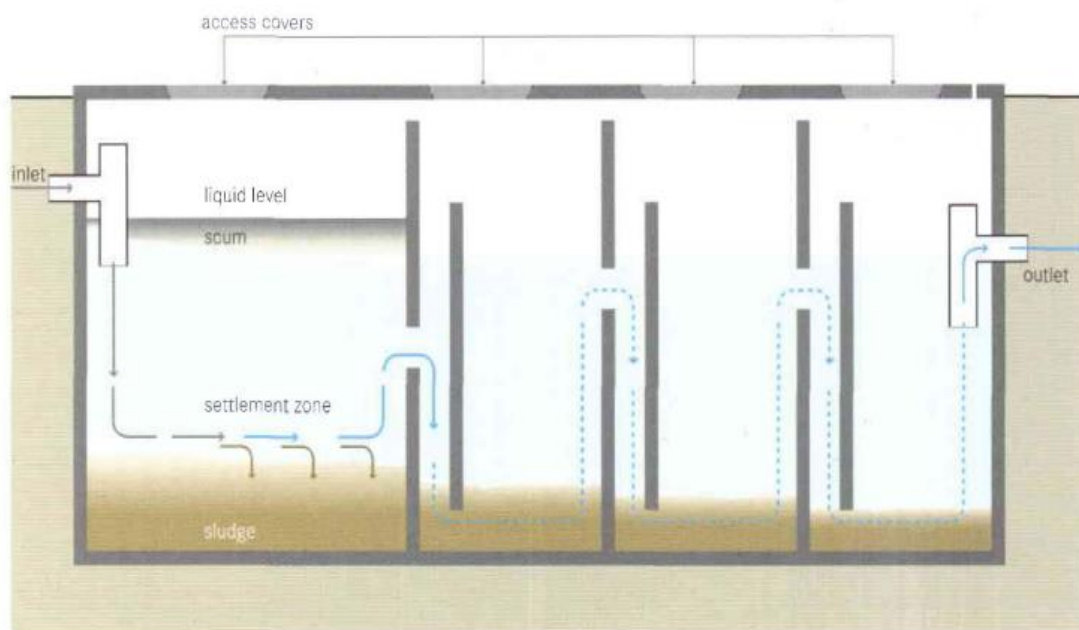 access covers
inlet
liquid level
scum
outlet
settlement zone
sludge